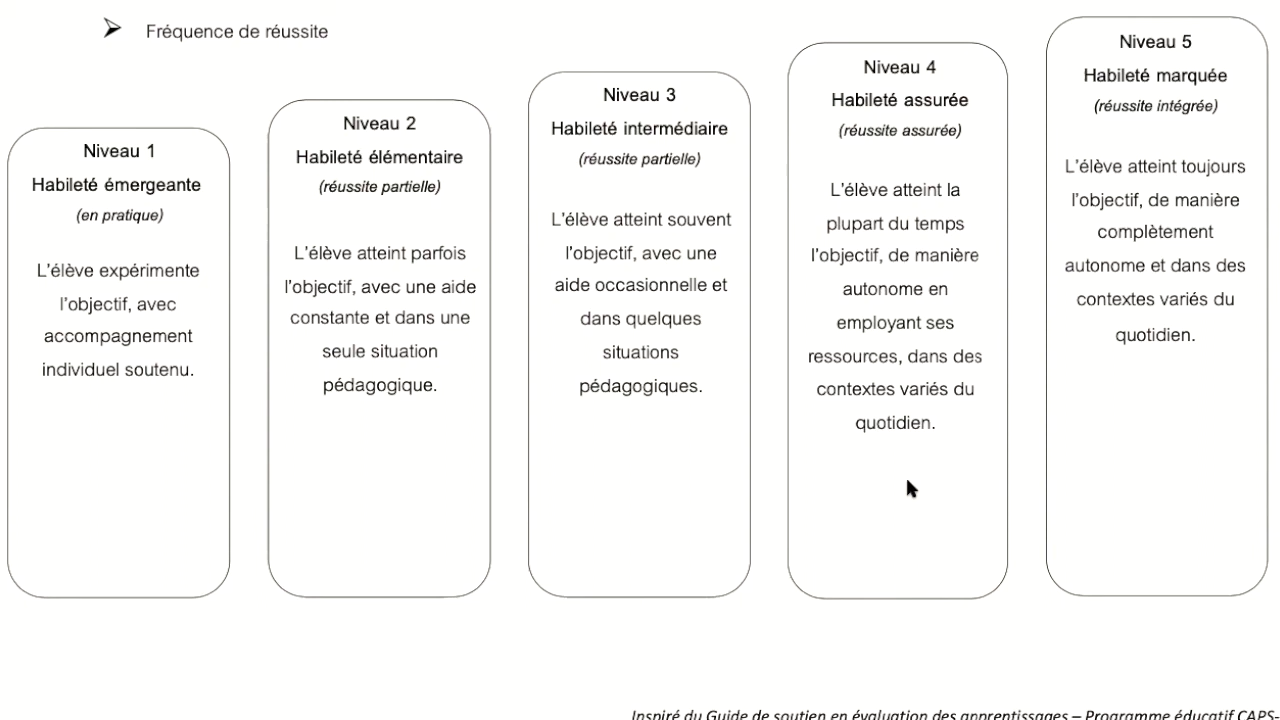 Fréquence de réussite
Niveau 1
Habileté émergeante
(en pratique)
L'élève expérimente
l'objectif, avec
accompagnement
individuel soutenu.
Niveau 2
Habileté élémentaire
(réussite partielle)
L'élève atteint parfois
l'objectif, avec une aide
constante et dans une
seule situation
pédagogique.
Niveau 3
Habileté intermédiaire
(réussite partielle)
L'élève atteint souvent
l'objectif, avec une
aide occasionnelle et
dans quelques
situations
pédagogiques.
Niveau 4
Habileté assurée
(réussite assurée)
L'élève atteint la
plupart du temps
l'objectif, de manière
autonome en
employant ses
ressources, dans des
contextes variés du
quotidien.
Niveau 5
Habileté marquée
(réussite intégrée)
L'élève atteint toujours
l'objectif, de manière
complètement
autonome et dans des
contextes variés du
quotidien.
Inspiré du Guide de soutien en évaluation des apprentissages – Programme éducatif CAPS-